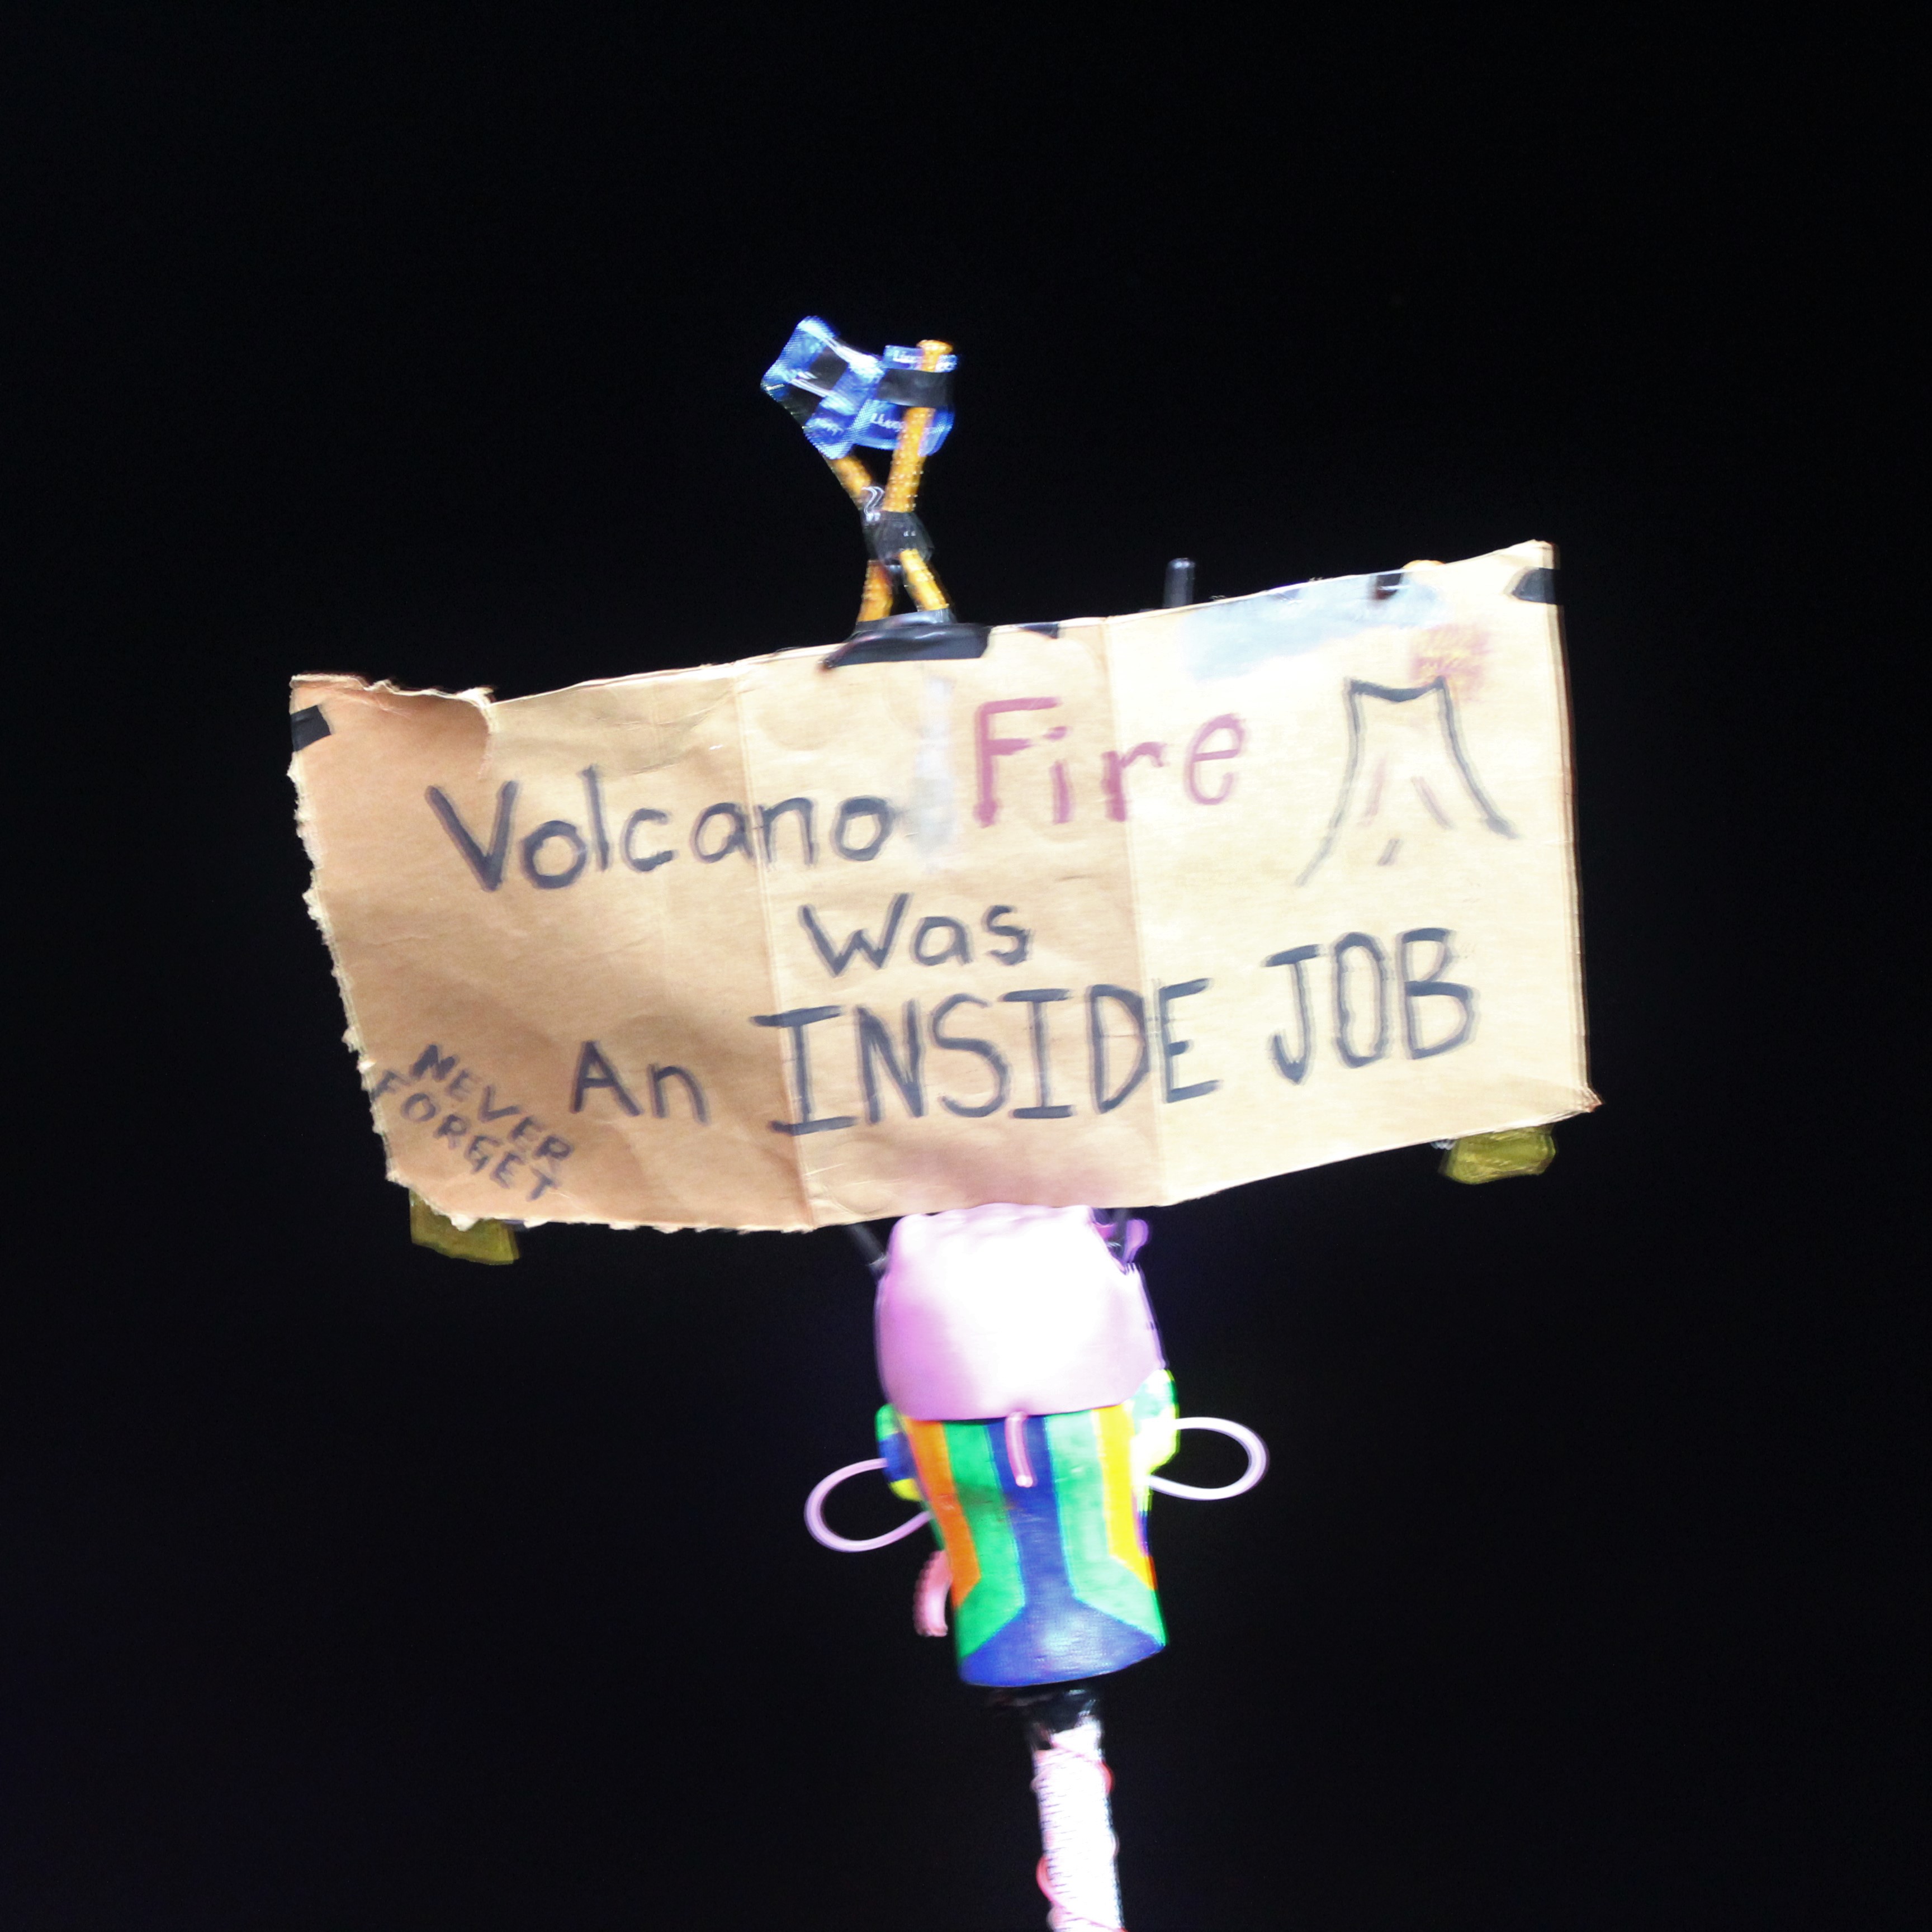 Volcano Fire
Was
An INSIDE JOB
NEVER
FORGET